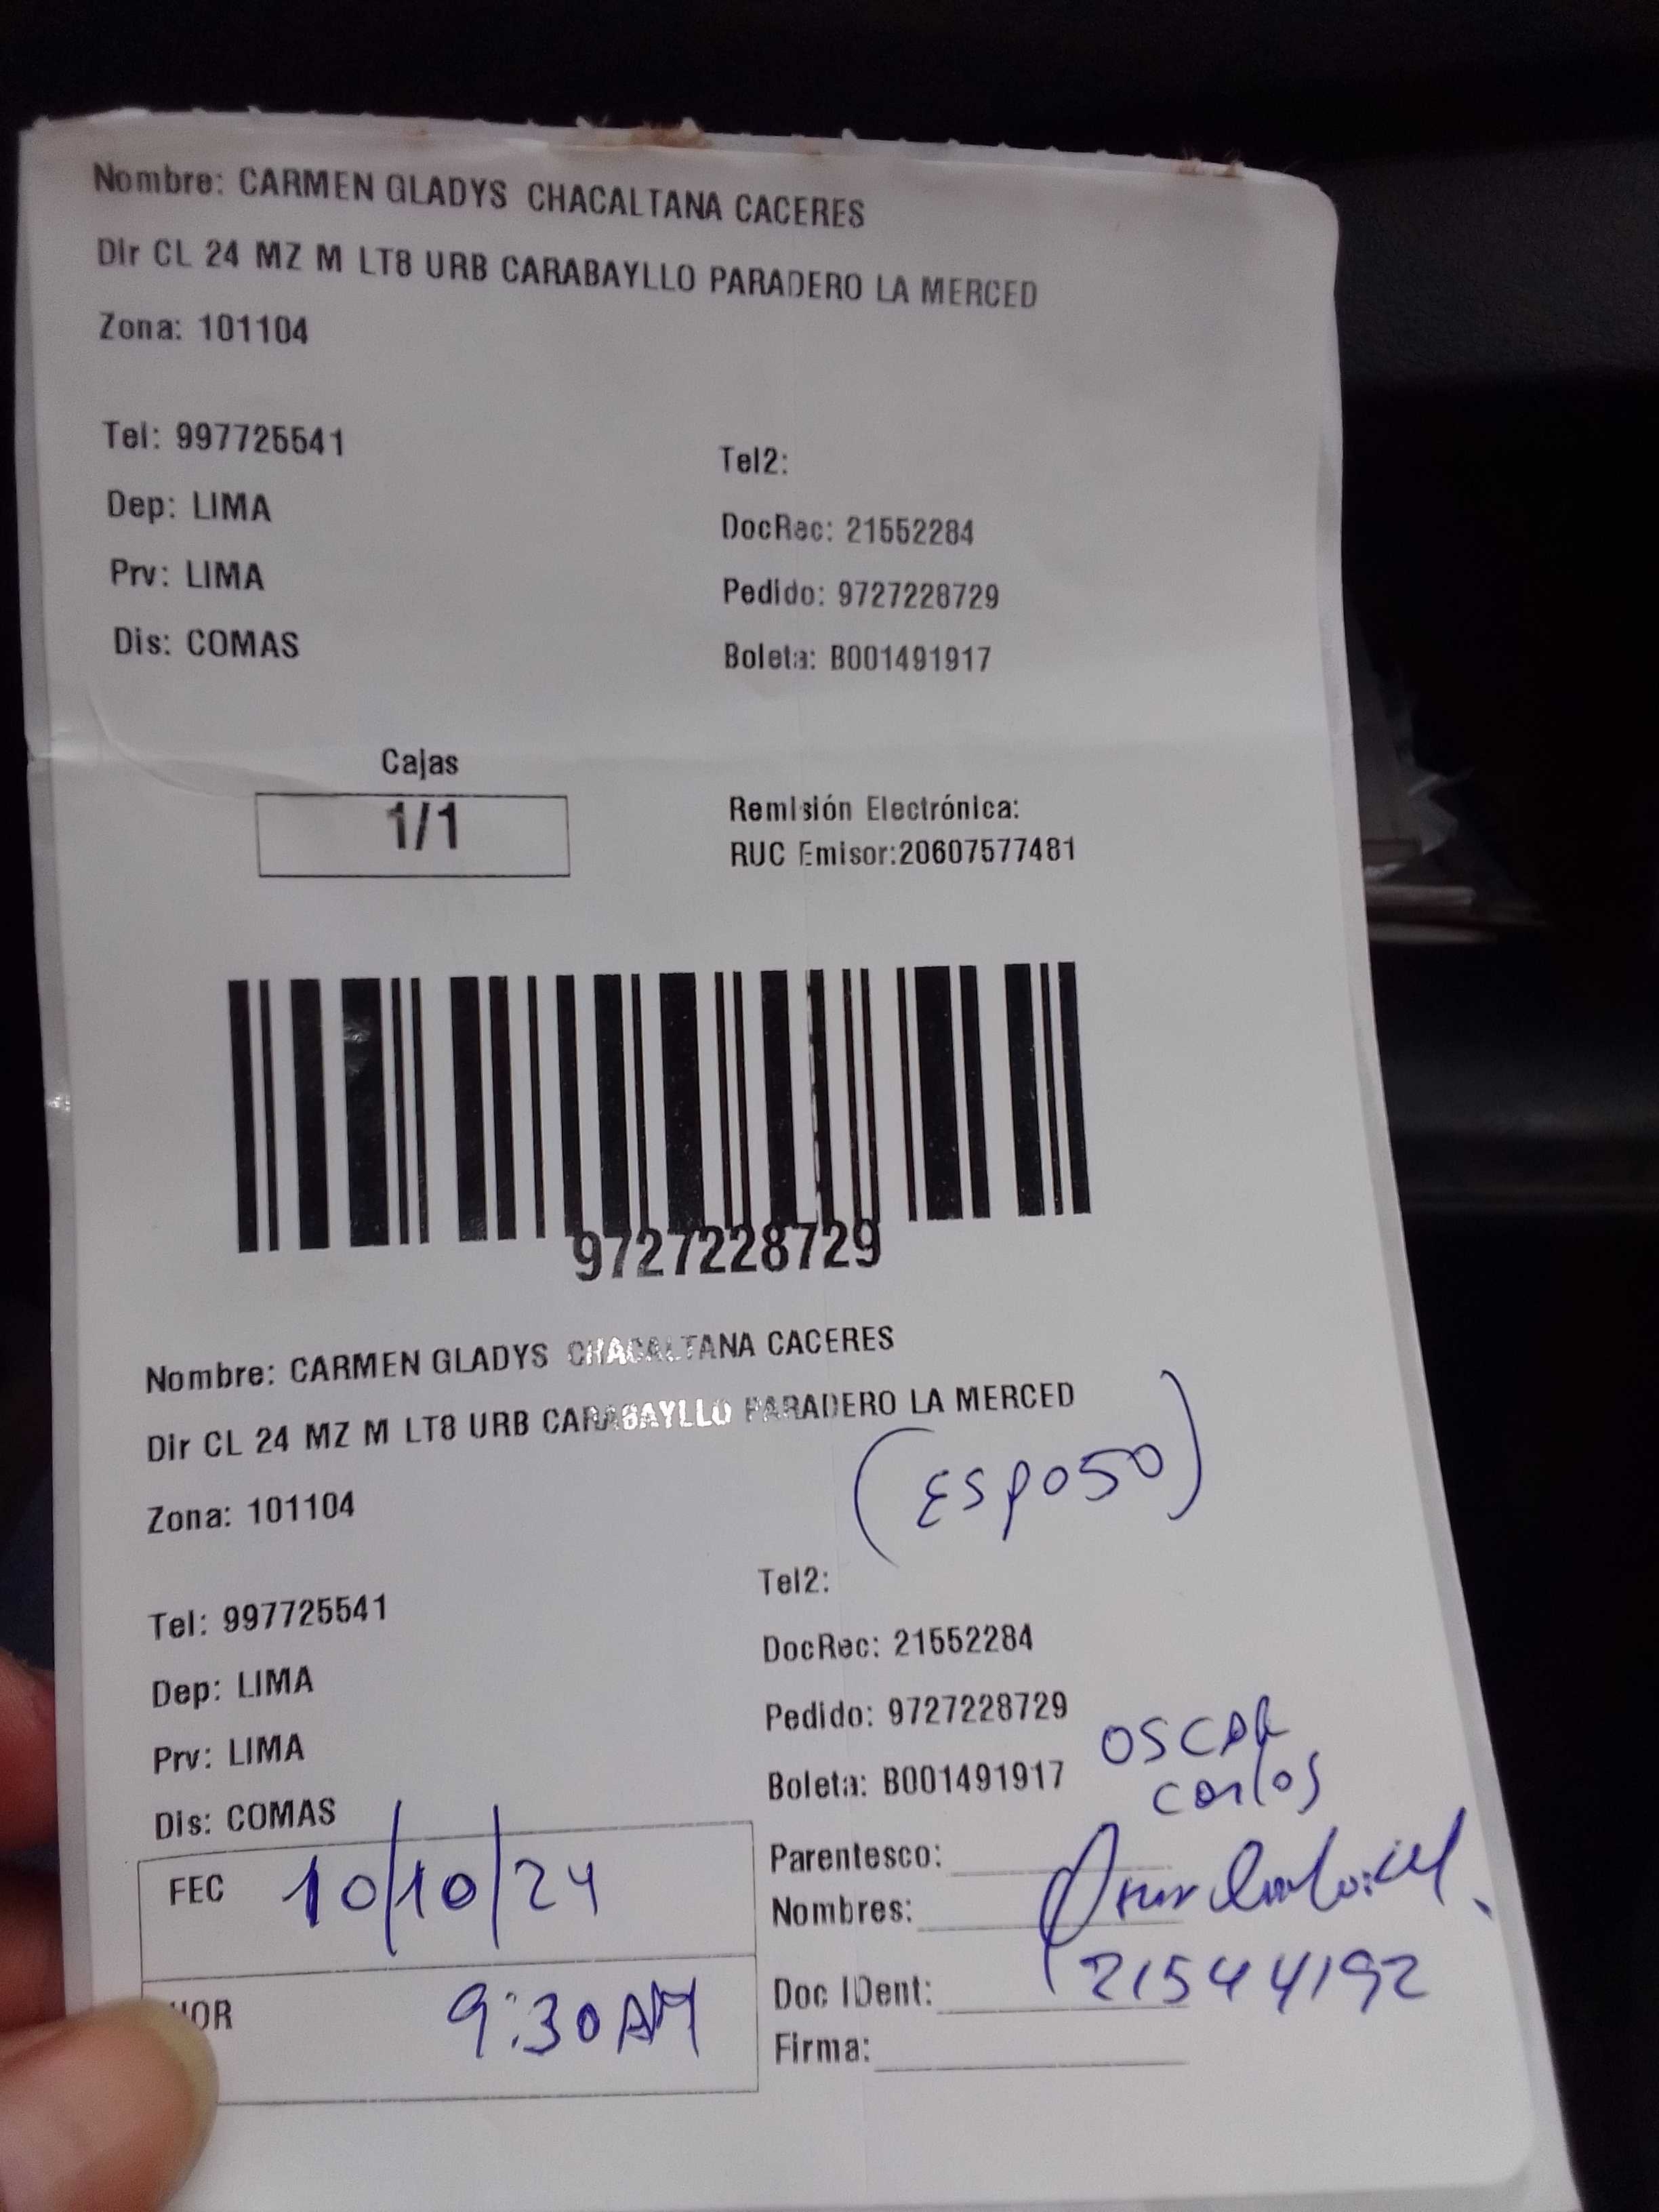 Nombre: CARMEN GLADYS CHACALTANA CACERES
Dir CL 24 MZ M LT8 URB CARABAYLLO PARADERO LA MERCED
Zona: 101104
Tel: 997725541
Tel2:
Dep: LIMA
DocRec: 21552284
Prv: LIMA
Pedido: 9727228729
Dis: COMAS
Boleta: B001491917
Cajas
1/1
Remisión Electrónica:
RUC Emisor:20607577481
9727228729
Nombre: CARMEN GLADYS CHACALTANA CACERES
Dir CL 24 MZ M LT8 URB CARABAYLLO PARADERO LA MERCED
(ESPOSO)
Zona: 101104
Tel2:
Tel: 997725541
DocRec: 21552284
Dep: LIMA
Pedido: 9727228729
Prv: LIMA
OSCAR
Carlos
Boleta: B001491917
Dis: COMAS
FEC 10/10/24
Parentesco:
Nombres:
HOR 9:30 AM
Doc IDent: 21544192
Firma: